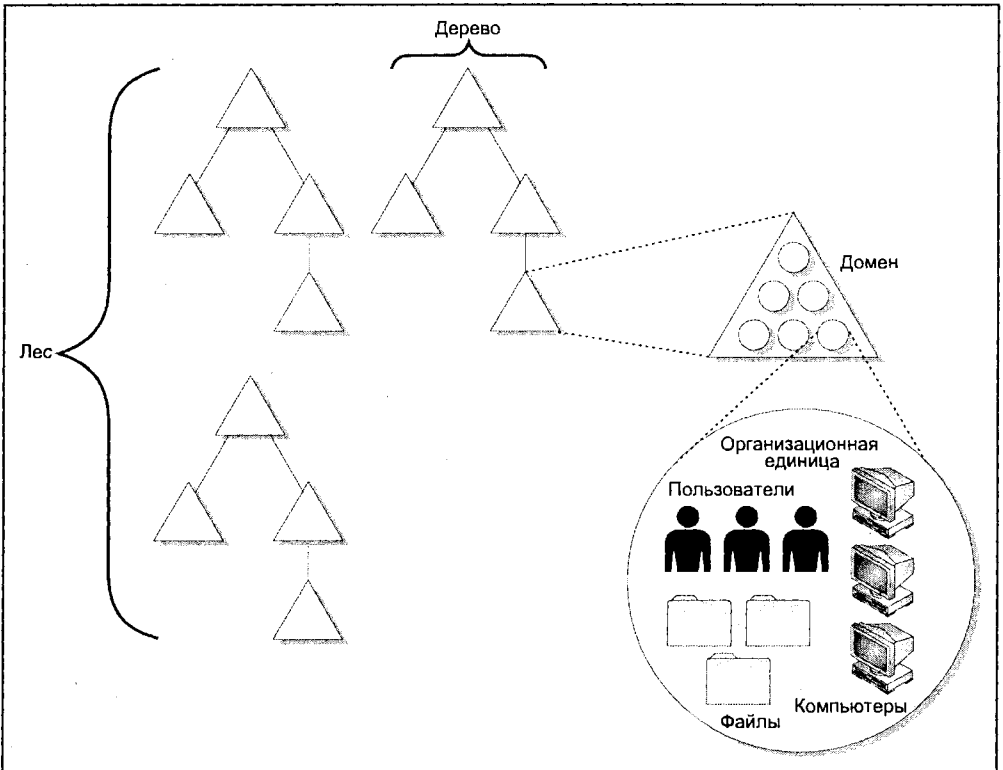 Дерево
Домен
Лес
Организационная
единица
Пользователи
Компьютеры
Файлы